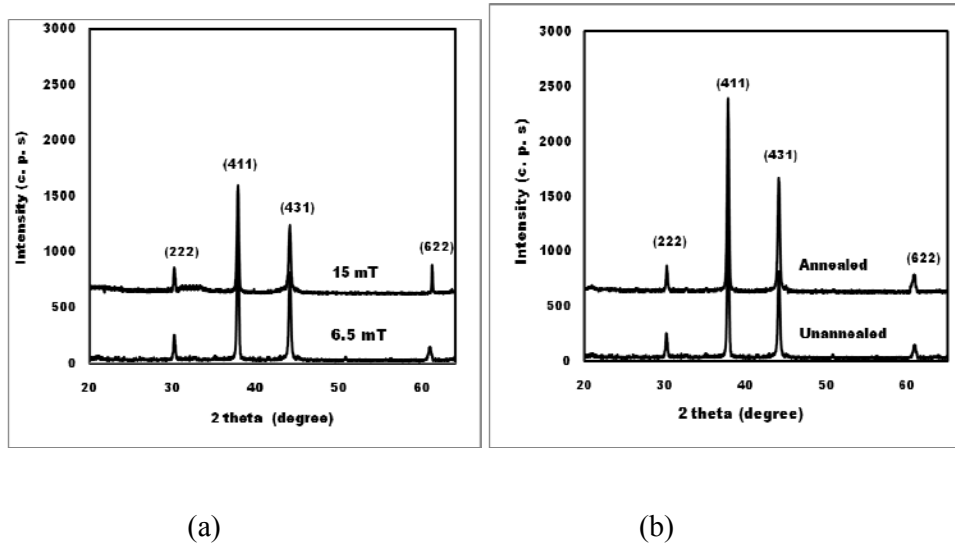 3000
2500
2000
1500
1000
500
0
Intensity (c. p. s)
(222)
(411)
(431)
(622)
15 mT
6.5 mT
20 30 40 50 60
2 theta (degree)
(a)
3000
2500
2000
1500
1000
500
0
Intensity (c. p. s)
(222)
(411)
(431)
(622)
Annealed
Unannealed
20 30 40 50 60
2 theta (degree)
(b)